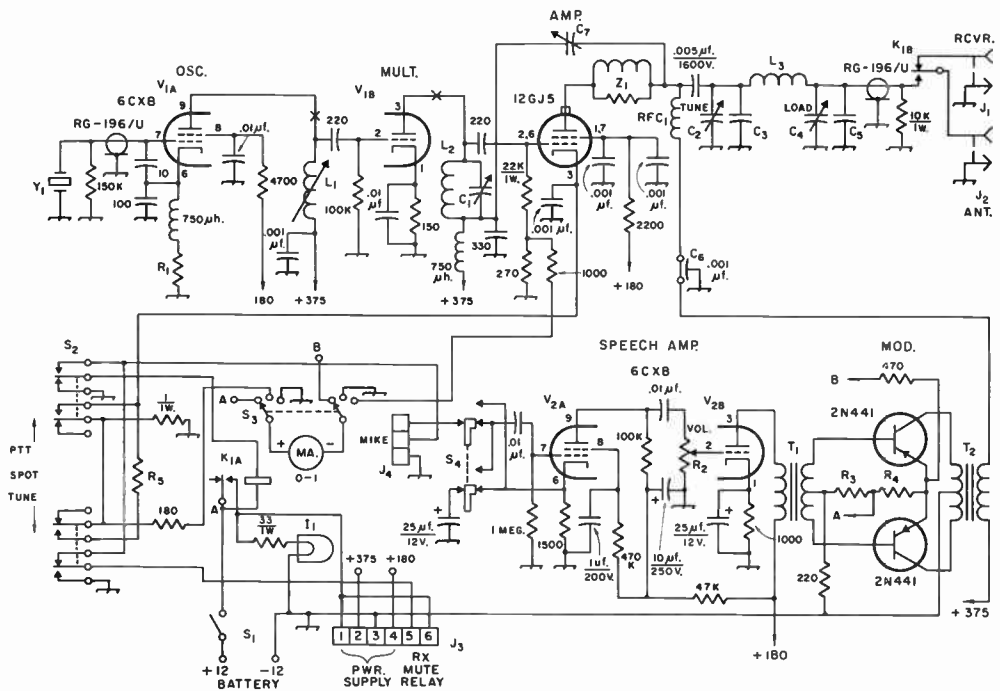 AMP.
C7
OSC.
MULT.
.005µf.
1600V.
K1B
RCVR.
V1A
V1B
L3
RG-196/U
6CX8
12GJ5
Z1
RG-196/U
9
3
220
220
7
8
.01µf.
2
L2
2,6
1,7
RFC1
TUNE
C2
C3
LOAD
C4
C5
10K
1W.
J1
Y1
150K
10
6
100
4700
L1
100K
.01
µf
1
150
C1
22K
1W.
3
.001
µf.
.001
µf.
J2
ANT.
750µh.
.001
µf.
330
.001µf.
2200
R1
750
µh.
270
1000
C6
.001
µf.
180
+375
+375
+180
S2
B
SPEECH AMP.
MOD.
6CX8
470
B
V2A
.01µf.
V2B
2N441
1
1W.
A
S3
9
3
VOL.
PTT
+
MA.
-
0-1
MIKE
J4
S4
.01
µf.
7
8
100K
R2
2
T1
T2
SPOT
K1A
R5
6
R3
R4
TUNE
A
+
1
A
180
33
1W
I1
25µf.
12V.
+
1 MEG.
1500
1uf.
200V.
470
K
10µf.
250V.
25µf.
12V.
+
1000
220
2N441
+375
+180
47K
+375
S1
1
2
3
4
5
6
J3
+12
-12
BATTERY
PWR.
SUPPLY
RX
MUTE
RELAY
+180